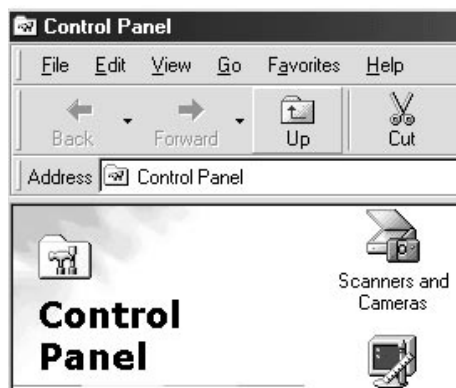 Control Panel
File Edit View Go Favorites Help
Back Forward Up Cut
Address Control Panel
Control
Panel
Scanners and
Cameras